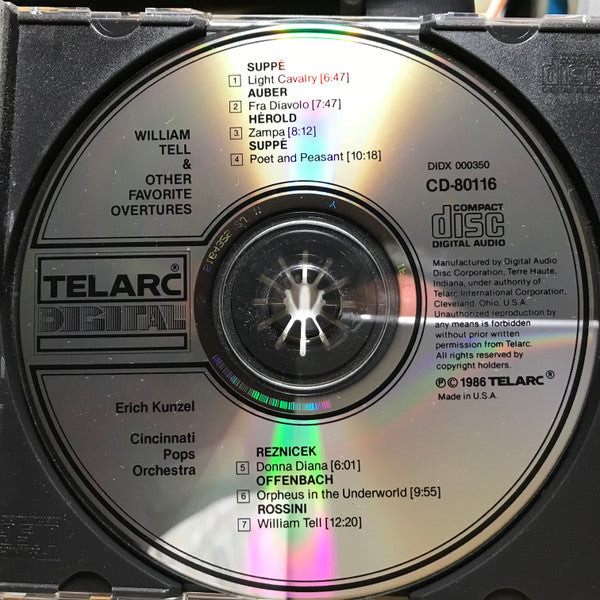 SUPPÉ
1 Light Cavalry [6:47]
AUBER
2 Fra Diavolo [7:47]
HÉROLD
3 Zampa [8:12]
SUPPÉ
4 Poet and Peasant [10:18]
WILLIAM
TELL
&
OTHER
FAVORITE
OVERTURES
DIDX 000350
CD-80116
COMPACT
disc
DIGITAL AUDIO
TELARC®
DIGITAL
Manufactured by Digital Audio
Disc Corporation, Terre Haute,
Indiana, under authority of
Telarc International Corporation,
Cleveland, Ohio, U.S.A.
Unauthorized reproduction by
any means is forbidden
without prior written
permission from Telarc.
All rights reserved by
copyright holders.
℗ © 1986 TELARC®
Made in U.S.A.
Erich Kunzel
Cincinnati
Pops
Orchestra
REZNICEK
5 Donna Diana [6:01]
OFFENBACH
6 Orpheus in the Underworld [9:55]
ROSSINI
7 William Tell [12:20]